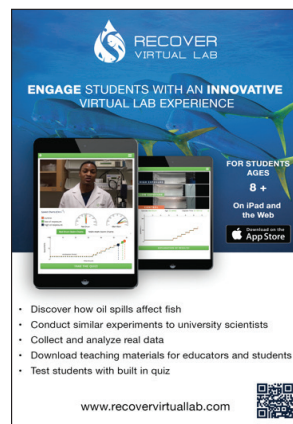 RECOVER
VIRTUAL LAB
ENGAGE STUDENTS WITH AN INNOVATIVE
VIRTUAL LAB EXPERIENCE
FOR STUDENTS
AGES
8 +
On iPad and
the Web
Download on the
App Store
• Discover how oil spills affect fish
• Conduct similar experiments to university scientists
• Collect and analyze real data
• Download teaching materials for educators and students
• Test students with built in quiz
www.recovervirtuallab.com